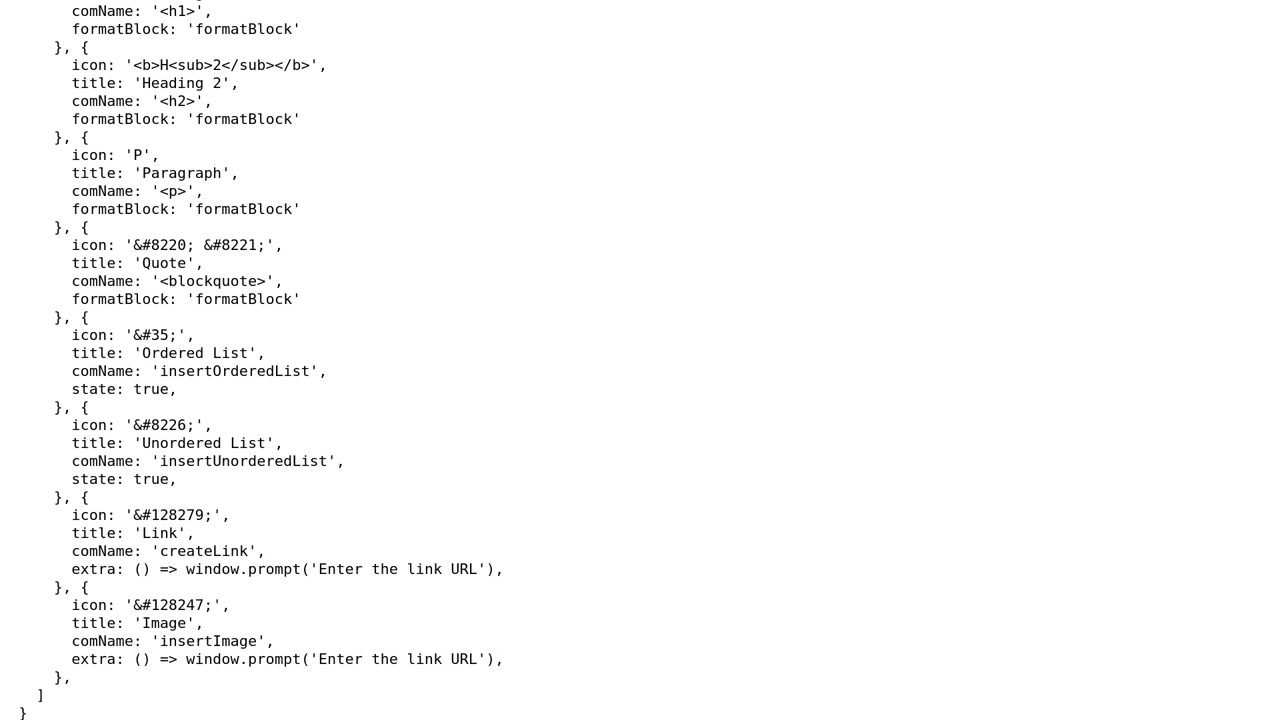 comName: '<h1>',
formatBlock: 'formatBlock'
}, {
icon: '<b>H<sub>2</sub></b>',
title: 'Heading 2',
comName: '<h2>',
formatBlock: 'formatBlock'
}, {
icon: 'P',
title: 'Paragraph',
comName: '<p>',
formatBlock: 'formatBlock'
}, {
icon: '&#8220; &#8221;',
title: 'Quote',
comName: '<blockquote>',
formatBlock: 'formatBlock'
}, {
icon: '&#35;',
title: 'Ordered List',
comName: 'insertOrderedList',
state: true,
}, {
icon: '&#8226;',
title: 'Unordered List',
comName: 'insertUnorderedList',
state: true,
}, {
icon: '&#128279;',
title: 'Link',
comName: 'createLink',
extra: () => window.prompt('Enter the link URL'),
}, {
icon: '&#128247;',
title: 'Image',
comName: 'insertImage',
extra: () => window.prompt('Enter the link URL'),
},
]
}